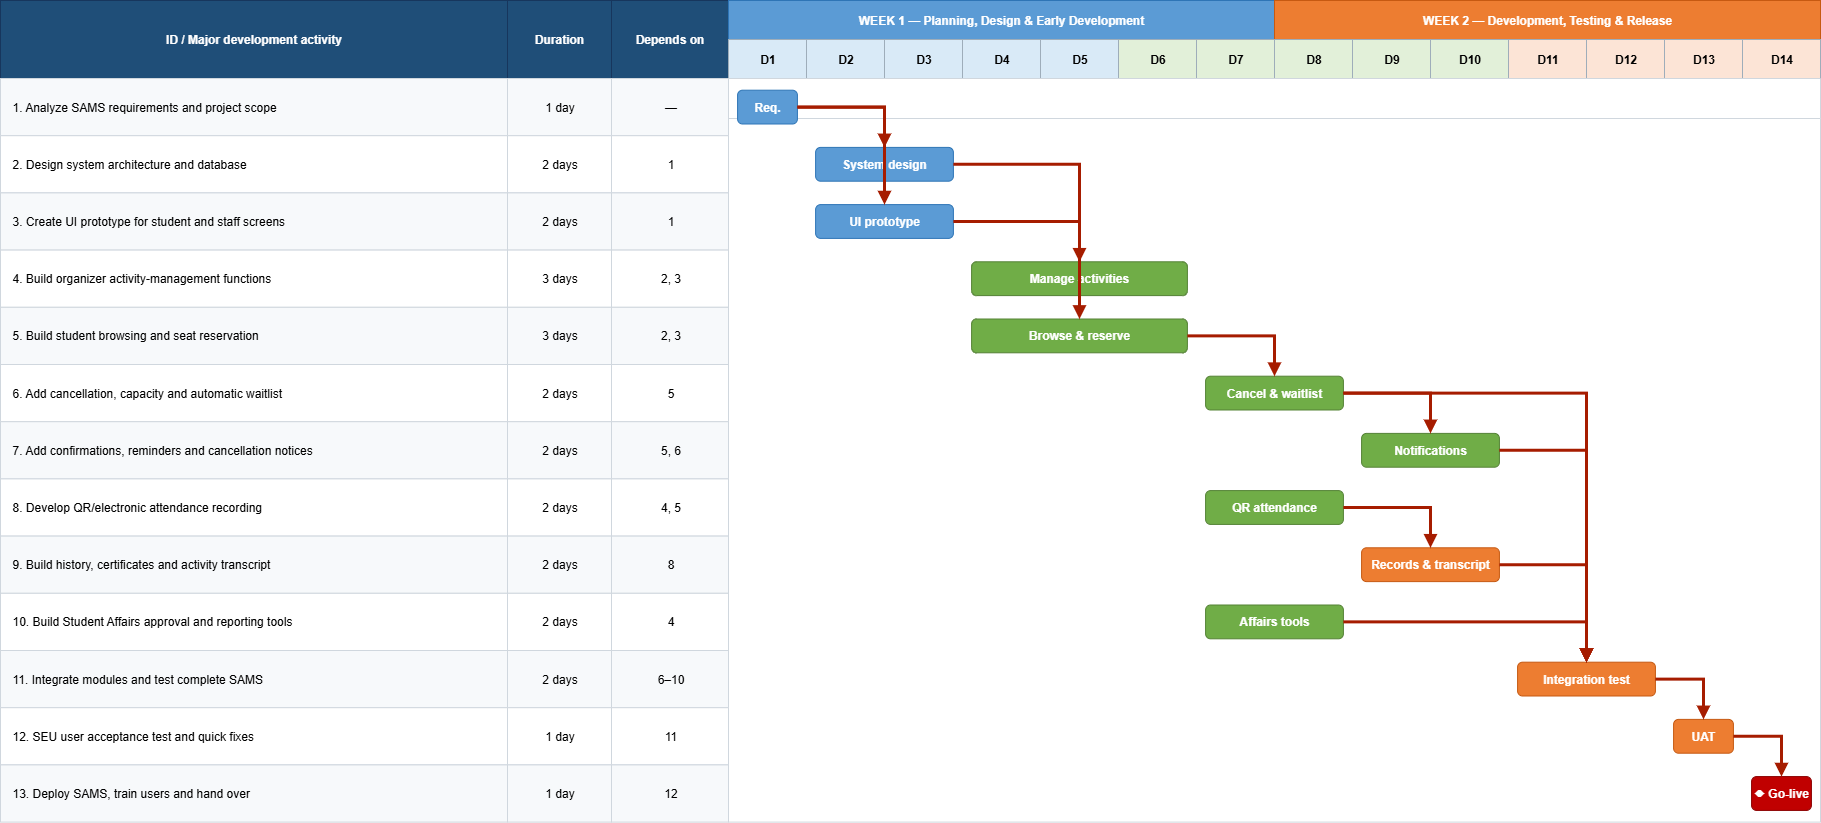 ID / Major development activity
Duration
Depends on
WEEK 1 — Planning, Design & Early Development
WEEK 2 — Development, Testing & Release
D1
D2
D3
D4
D5
D6
D7
D8
D9
D10
D11
D12
D13
D14
1. Analyze SAMS requirements and project scope
1 day
—
Req.
2. Design system architecture and database
2 days
1
System design
3. Create UI prototype for student and staff screens
2 days
1
UI prototype
4. Build organizer activity-management functions
3 days
2, 3
Manage activities
5. Build student browsing and seat reservation
3 days
2, 3
Browse & reserve
6. Add cancellation, capacity and automatic waitlist
2 days
5
Cancel & waitlist
7. Add confirmations, reminders and cancellation notices
2 days
5, 6
Notifications
8. Develop QR/electronic attendance recording
2 days
4, 5
QR attendance
9. Build history, certificates and activity transcript
2 days
8
Records & transcript
10. Build Student Affairs approval and reporting tools
2 days
4
Affairs tools
11. Integrate modules and test complete SAMS
2 days
6–10
Integration test
12. SEU user acceptance test and quick fixes
1 day
11
UAT
13. Deploy SAMS, train users and hand over
1 day
12
Go-live